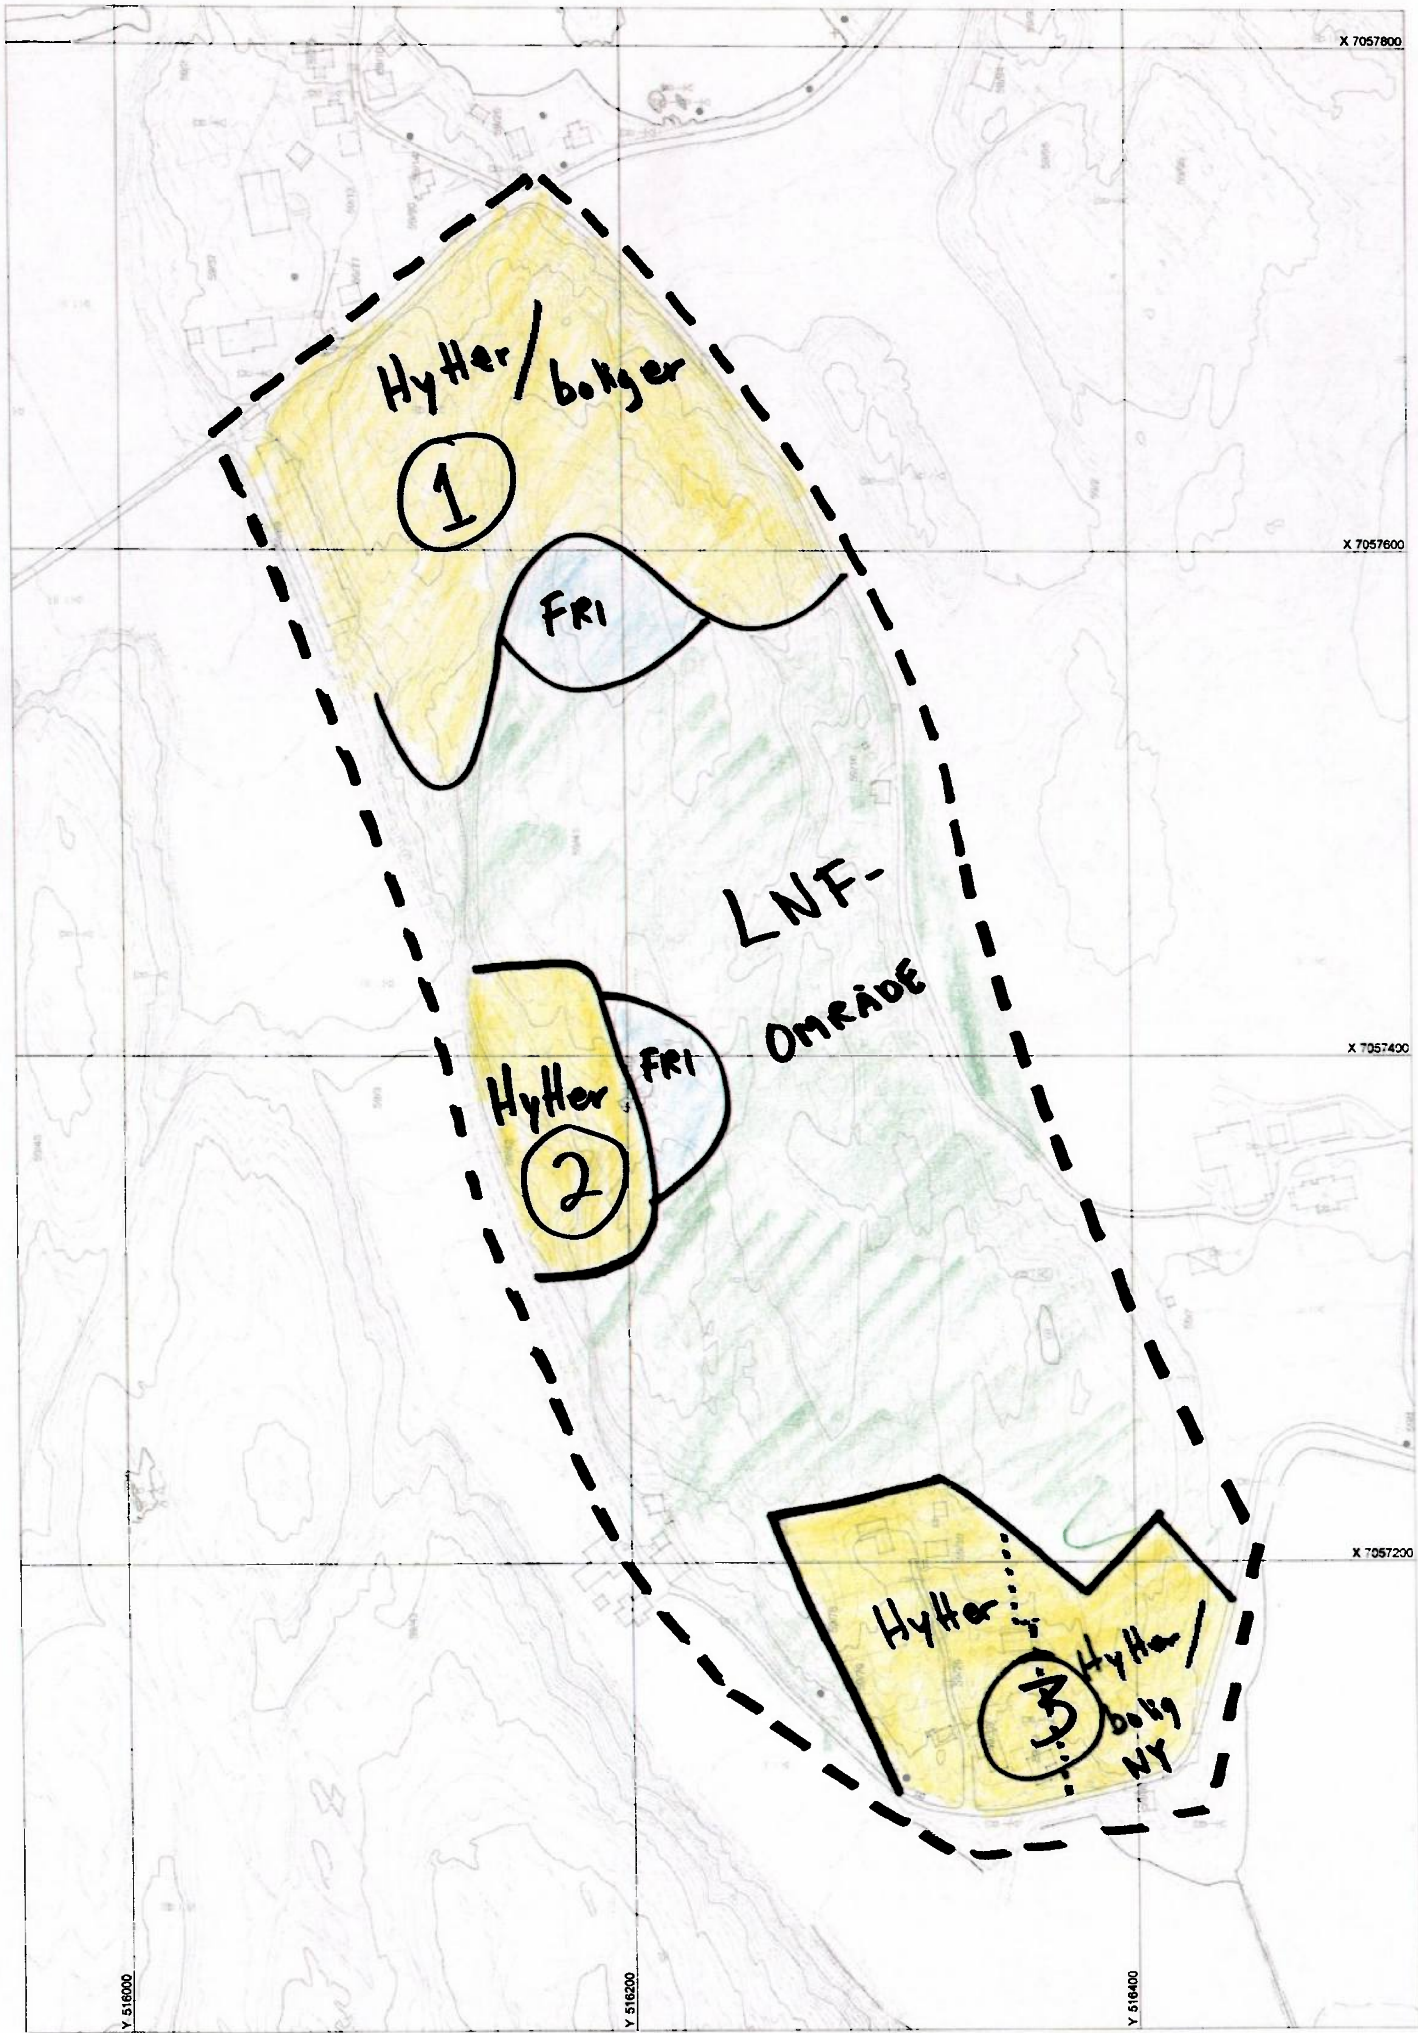 X 7057800
Hytter/
boliger
1
X 7057600
FRI
LNF-
OMRÅDE
X 7057400
FRI
Hytter
2
X 7057200
Hytter
Hytter/
bolig
NY
3
Y 516000
Y 516200
Y 516400